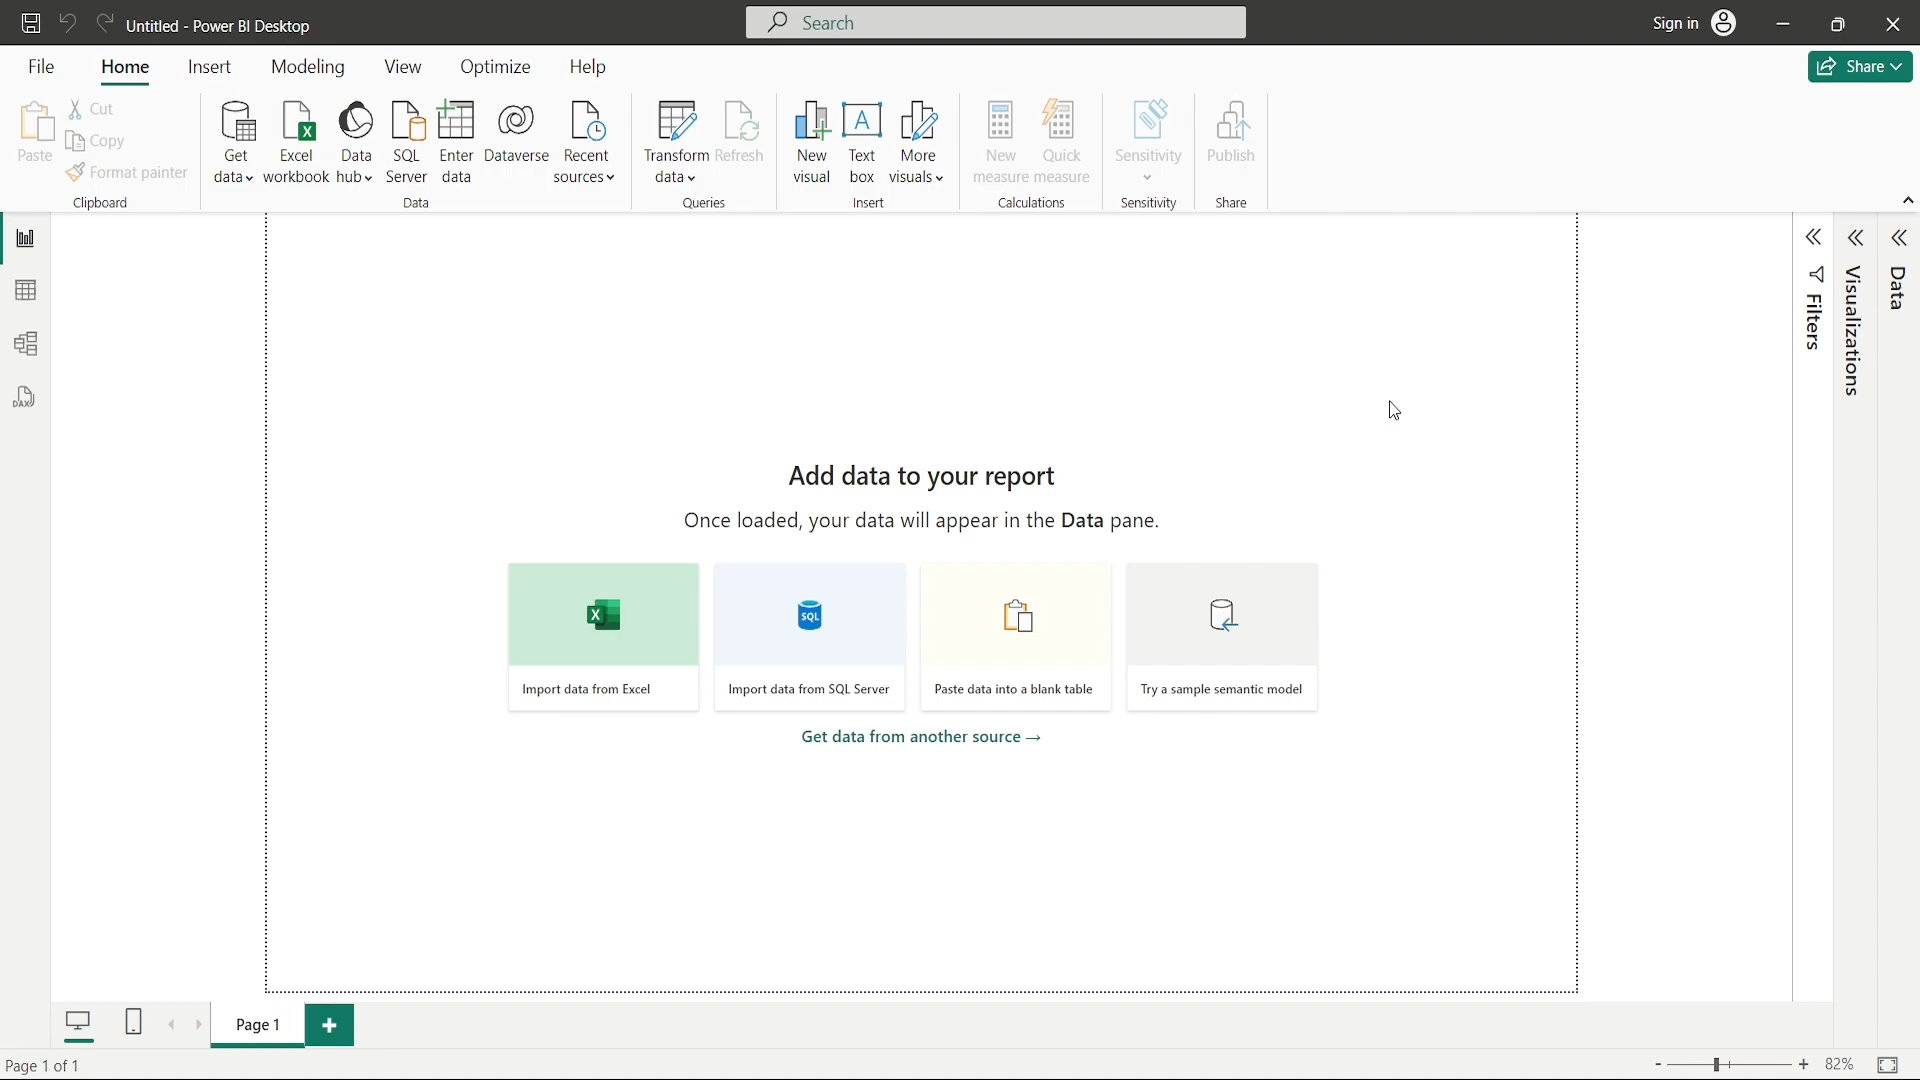 Untitled - Power BI Desktop
Search
Sign in
File Home Insert Modeling View Optimize Help
Share
Paste
Cut
Copy
Format painter
Clipboard
Get data
Excel workbook
Data hub
SQL Server
Enter data
Dataverse
Recent sources
Data
Transform data
Refresh
Queries
New visual
A
Text box
More visuals
Insert
New measure
Quick measure
Calculations
Sensitivity
Sensitivity
Publish
Share
DAX
Filters
Visualizations
Data
Add data to your report
Once loaded, your data will appear in the Data pane.
X
SQL
Import data from Excel
Import data from SQL Server
Paste data into a blank table
Try a sample semantic model
Get data from another source →
Page 1
Page 1 of 1
- + 82%